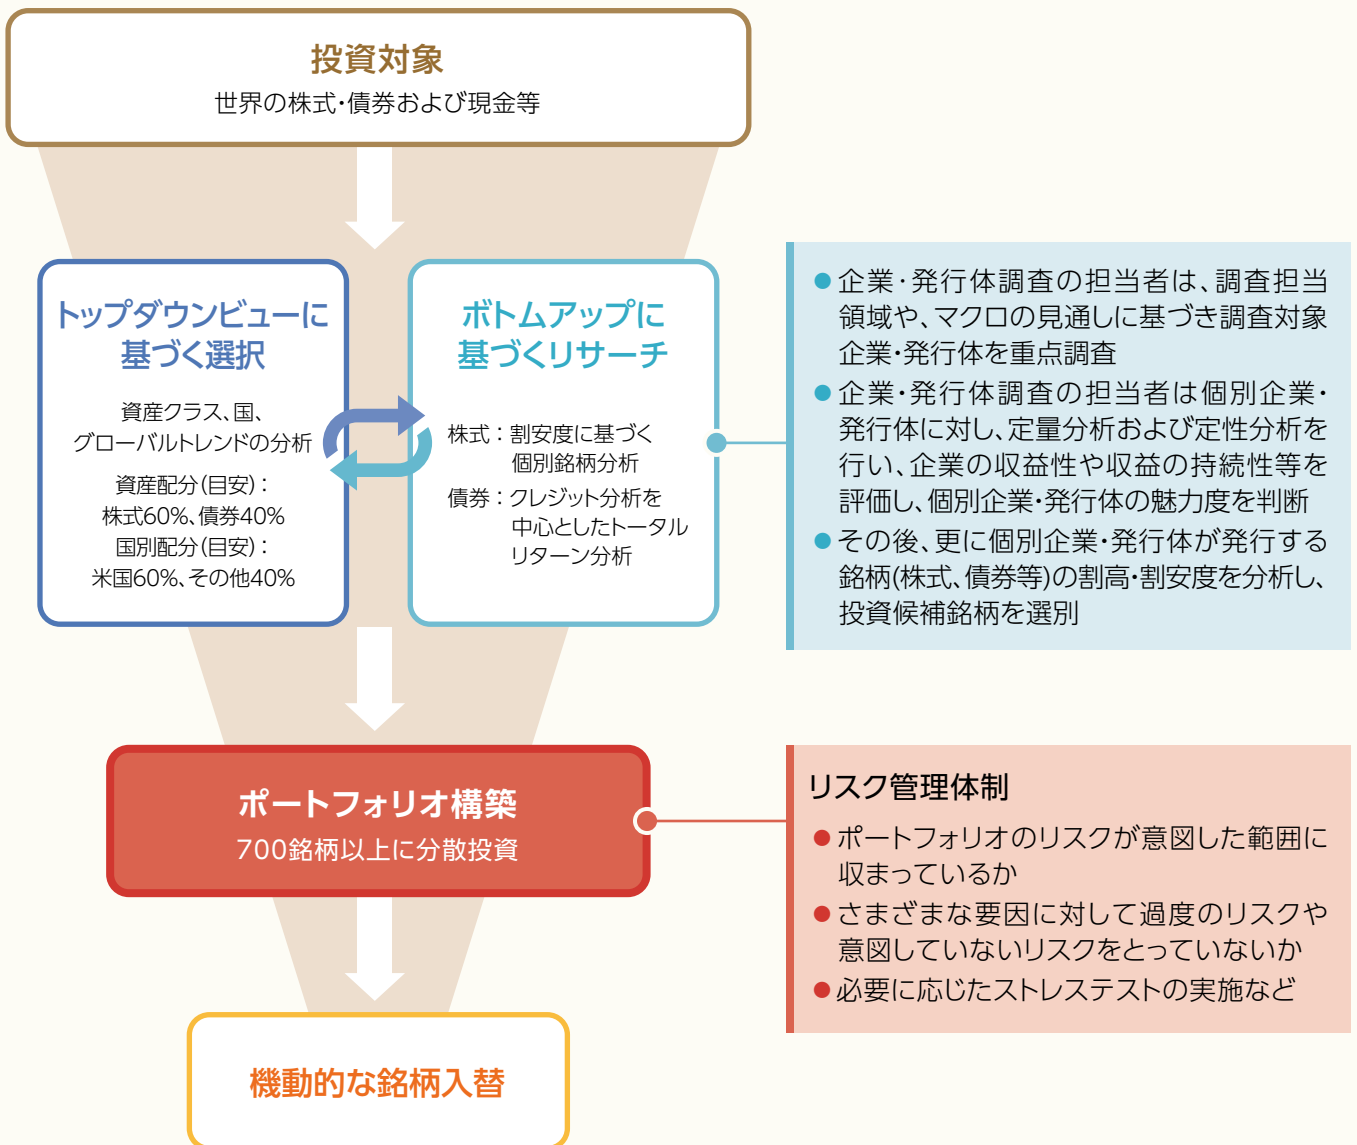 投資対象
世界の株式・債券および現金等
トップダウンビューに
基づく選択
資産クラス、国、
グローバルトレンドの分析
資産配分(目安)：
株式60%、債券40%
国別配分(目安)：
米国60%、その他40%
ボトムアップに
基づくリサーチ
株式：割安度に基づく
個別銘柄分析
債券：クレジット分析を
中心としたトータル
リターン分析
●企業・発行体調査の担当者は、調査担当
領域や、マクロの見通しに基づき調査対象
企業・発行体を重点調査
●企業・発行体調査の担当者は個別企業・
発行体に対し、定量分析および定性分析を
行い、企業の収益性や収益の持続性等を
評価し、個別企業・発行体の魅力度を判断
●その後、更に個別企業・発行体が発行する
銘柄(株式、債券等)の割高・割安度を分析し、
投資候補銘柄を選別
ポートフォリオ構築
700銘柄以上に分散投資
リスク管理体制
●ポートフォリオのリスクが意図した範囲に
収まっているか
●さまざまな要因に対して過度のリスクや
意図していないリスクをとっていないか
●必要に応じたストレステストの実施など
機動的な銘柄入替